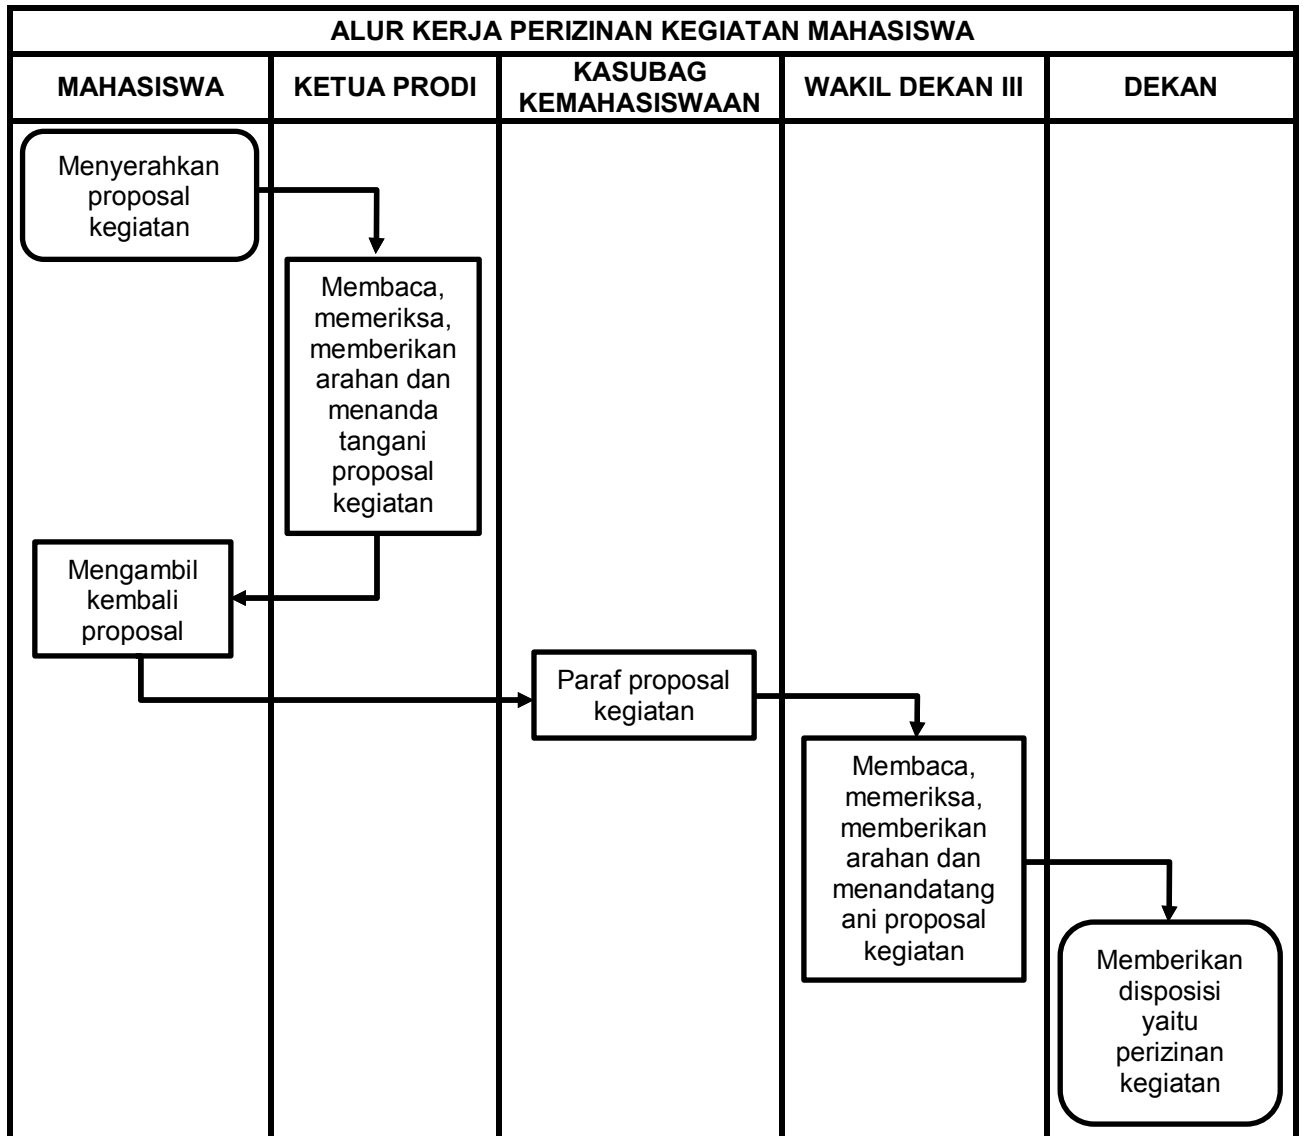 ALUR KERJA PERIZINAN KEGIATAN MAHASISWA
MAHASISWA
KETUA PRODI
KASUBAG
KEMAHASISWAAN
WAKIL DEKAN III
DEKAN
Menyerahkan
proposal
kegiatan
Membaca,
memeriksa,
memberikan
arahan dan
menanda
tangani
proposal
kegiatan
Mengambil
kembali
proposal
Paraf proposal
kegiatan
Membaca,
memeriksa,
memberikan
arahan dan
menandatang
ani proposal
kegiatan
Memberikan
disposisi
yaitu
perizinan
kegiatan